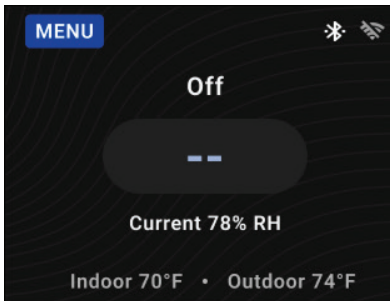 MENU
Off
--
Current 78% RH
Indoor 70°F • Outdoor 74°F